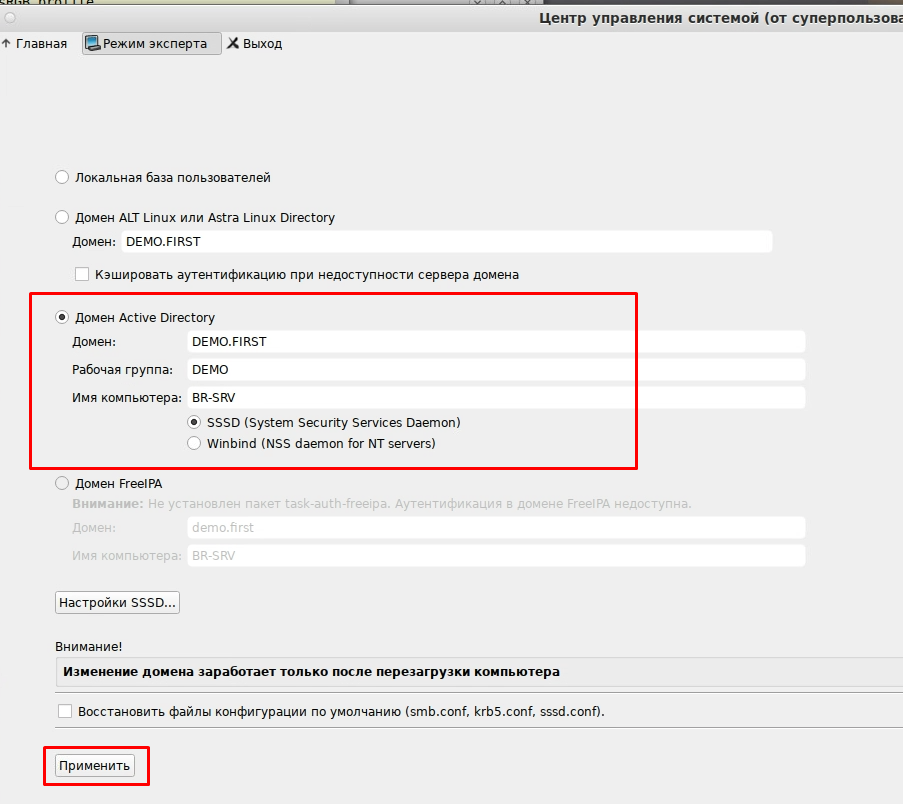 Центр управления системой (от суперпользова
Главная Режим эксперта Выход
Локальная база пользователей
Домен ALT Linux или Astra Linux Directory
Домен: DEMO.FIRST
Кэшировать аутентификацию при недоступности сервера домена
Домен Active Directory
Домен: DEMO.FIRST
Рабочая группа: DEMO
Имя компьютера: BR-SRV
SSSD (System Security Services Daemon)
Winbind (NSS daemon for NT servers)
Домен FreeIPA
Внимание: Не установлен пакет task-auth-freeipa. Аутентификация в домене FreeIPA недоступна.
Домен: demo.first
Имя компьютера: BR-SRV
Настройки SSSD...
Внимание!
Изменение домена заработает только после перезагрузки компьютера
Восстановить файлы конфигурации по умолчанию (smb.conf, krb5.conf, sssd.conf).
Применить